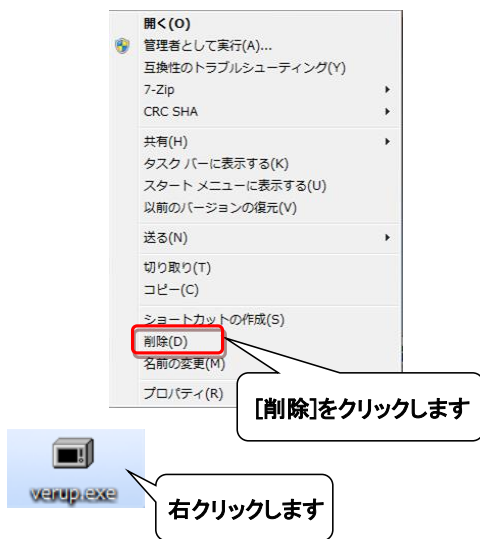 開く(O)
管理者として実行(A)...
互換性のトラブルシューティング(Y)
7-Zip
CRC SHA
共有(H)
タスク バーに表示する(K)
スタート メニューに表示する(U)
以前のバージョンの復元(V)
送る(N)
切り取り(T)
コピー(C)
ショートカットの作成(S)
削除(D)
名前の変更(M)
プロパティ(R)
[削除]をクリックします
verup.exe
右クリックします